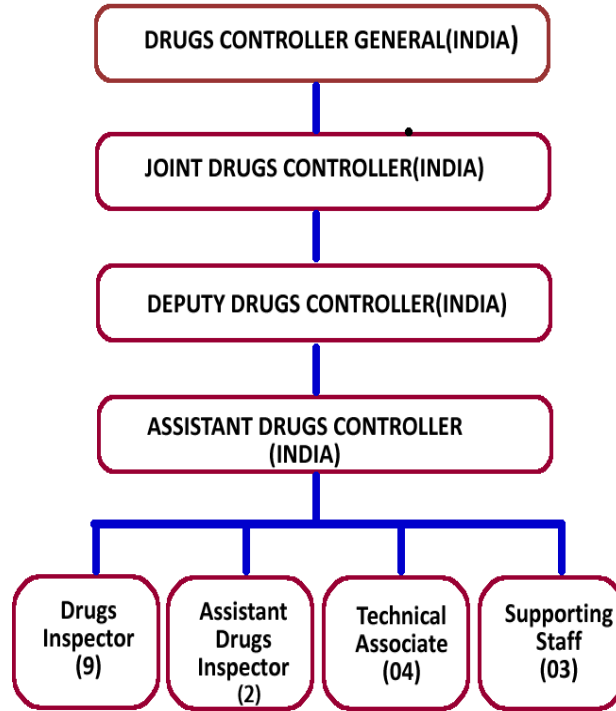 DRUGS CONTROLLER GENERAL(INDIA)
JOINT DRUGS CONTROLLER(INDIA)
DEPUTY DRUGS CONTROLLER(INDIA)
ASSISTANT DRUGS CONTROLLER
(INDIA)
Drugs
Inspector
(9)
Assistant
Drugs
Inspector
(2)
Technical
Associate
(04)
Supporting
Staff
(03)